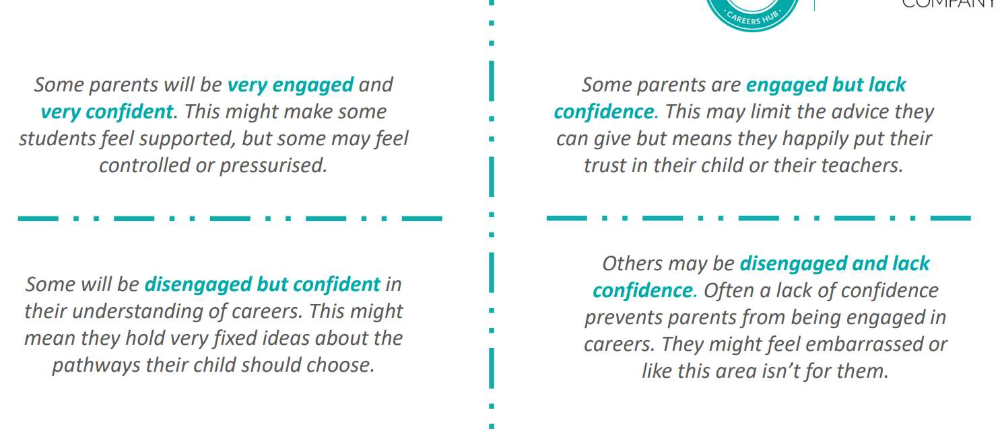 · CAREERS HUB ·
COMPANY
Some parents will be very engaged and
very confident. This might make some
students feel supported, but some may feel
controlled or pressurised.
Some parents are engaged but lack
confidence. This may limit the advice they
can give but means they happily put their
trust in their child or their teachers.
Some will be disengaged but confident in
their understanding of careers. This might
mean they hold very fixed ideas about the
pathways their child should choose.
Others may be disengaged and lack
confidence. Often a lack of confidence
prevents parents from being engaged in
careers. They might feel embarrassed or
like this area isn’t for them.